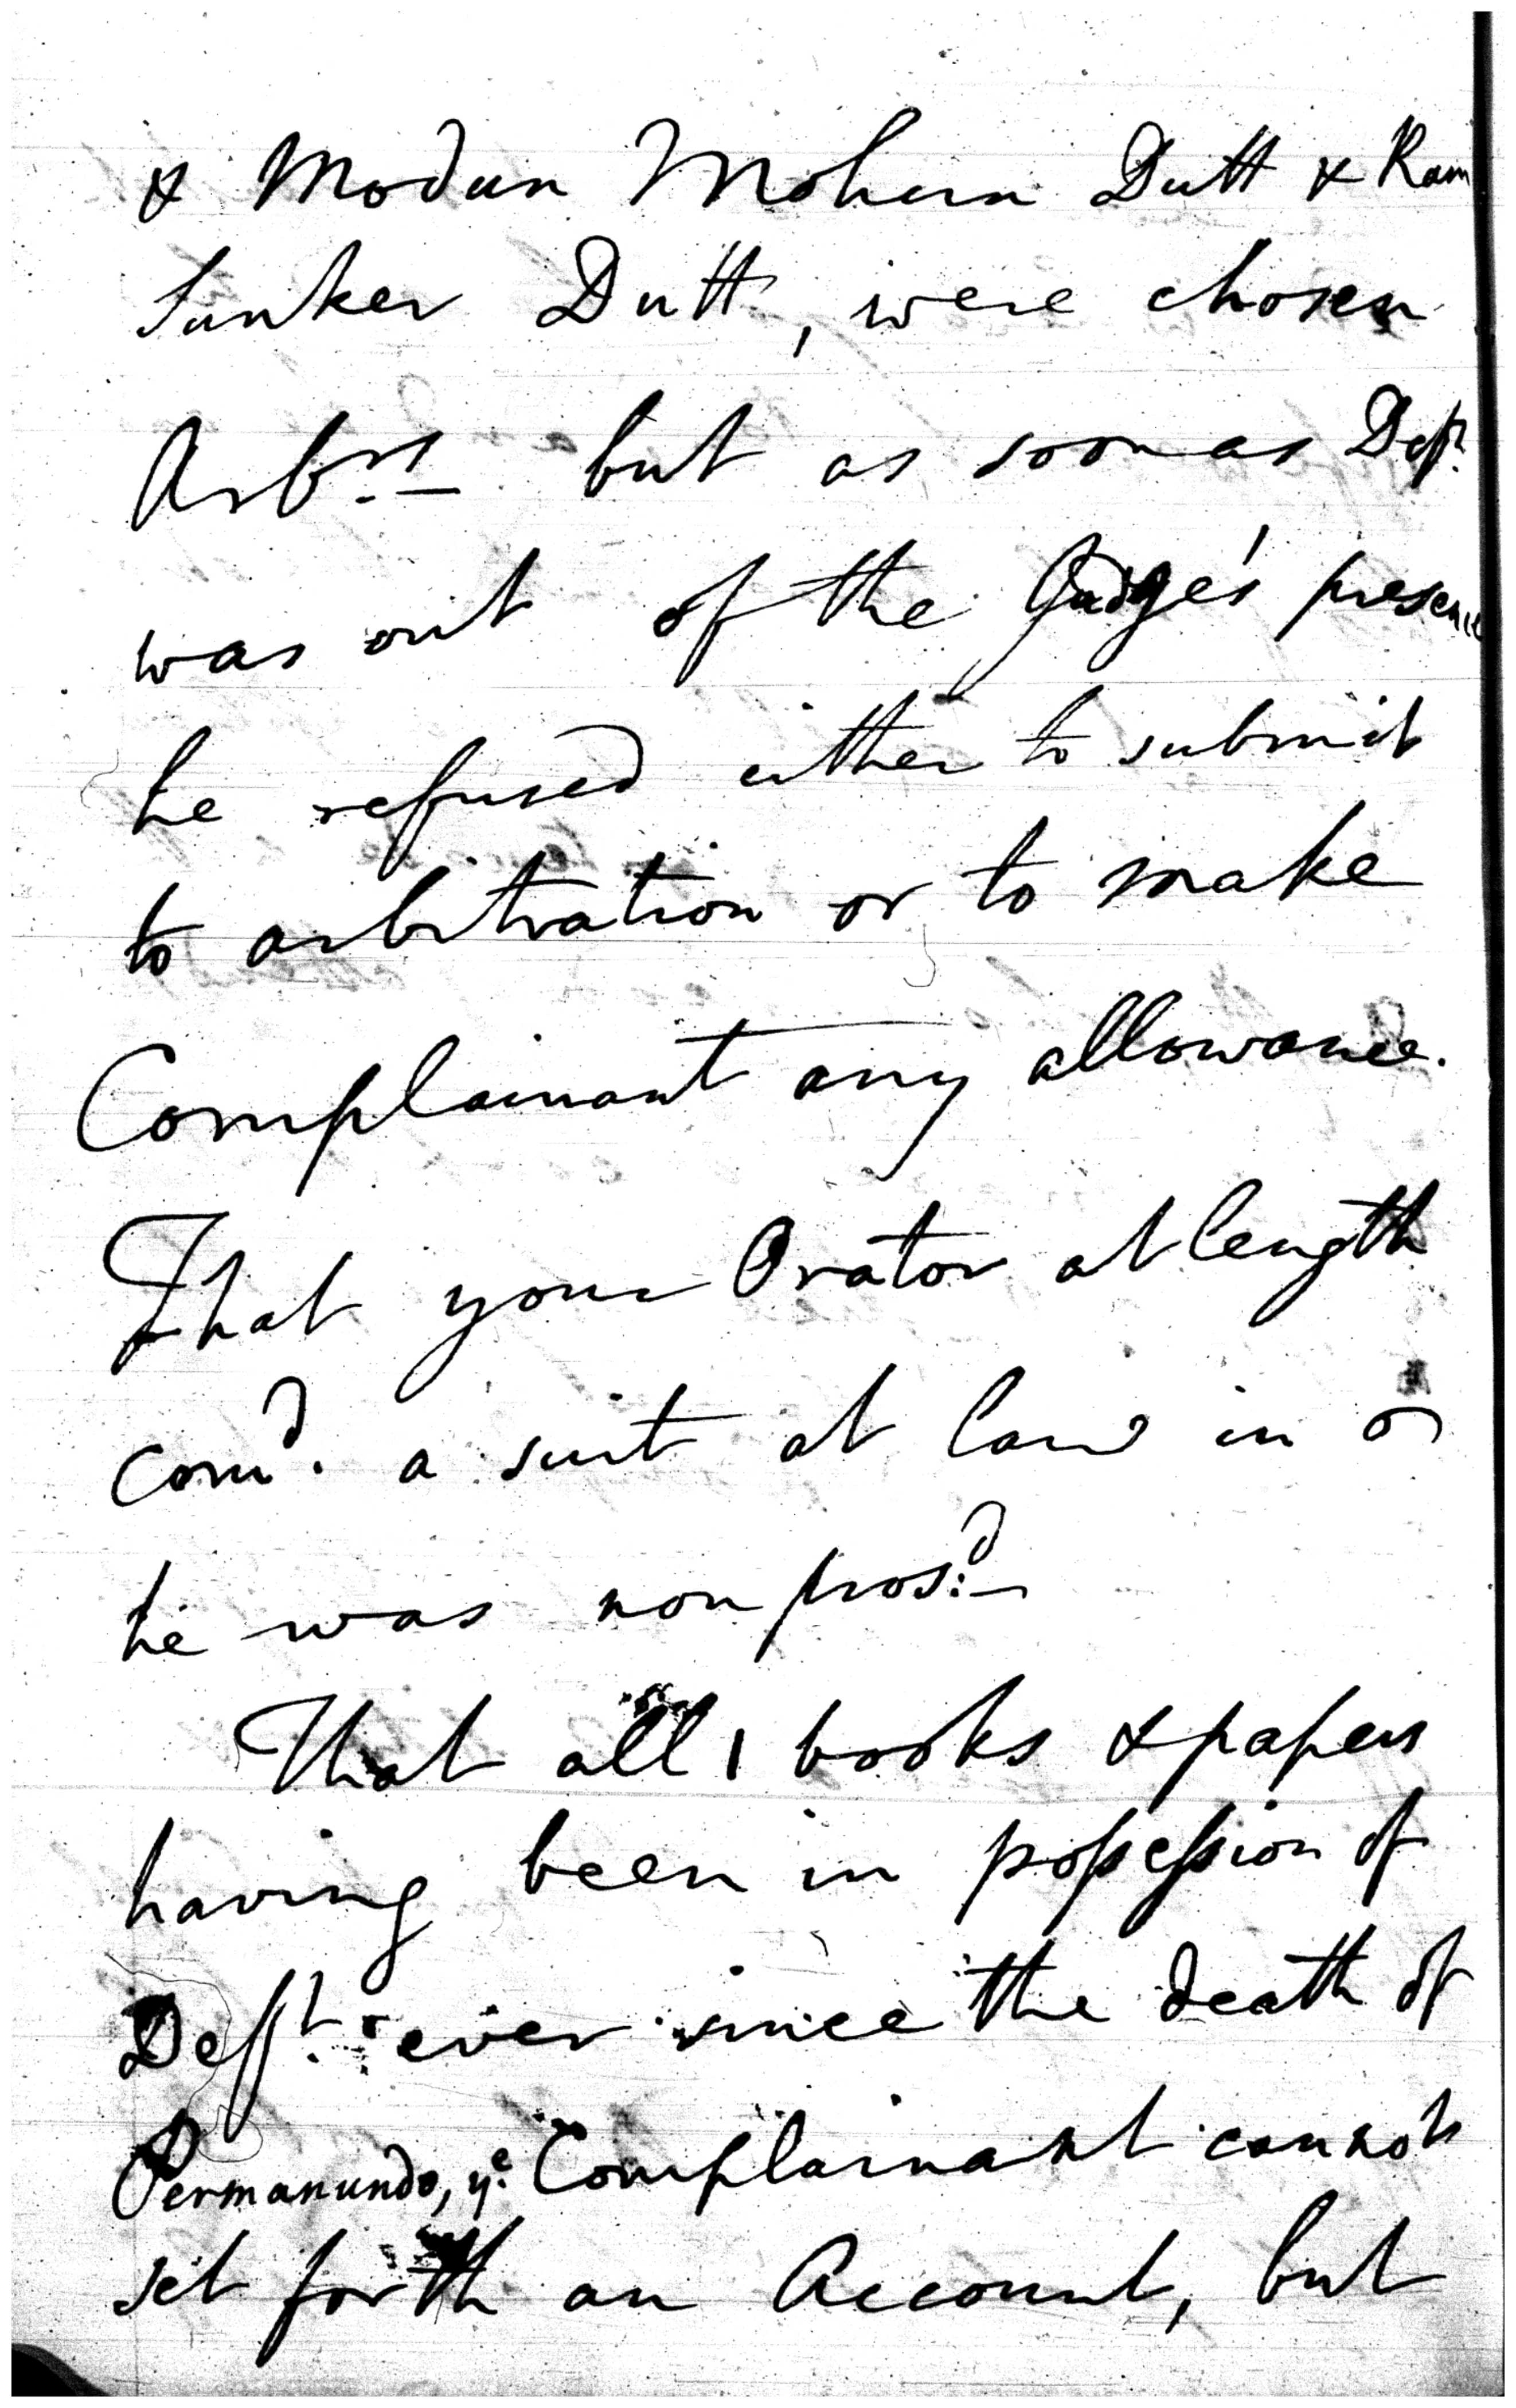 & Modun Mohun Dutt & Ram
Sunker Dutt, were chosen
Arbrs. but as soon as Deft.
was out of the Judge's presence
he refused either to submit
to arbitration or to make
Complainant any allowance.
That your Orator at length
comd. a suit at law in
he was non pros:d
That all books & papers
having been in possession of
Deft. ever since the death of
Permanundo, ye. Complainant cannot
set forth an Account, but